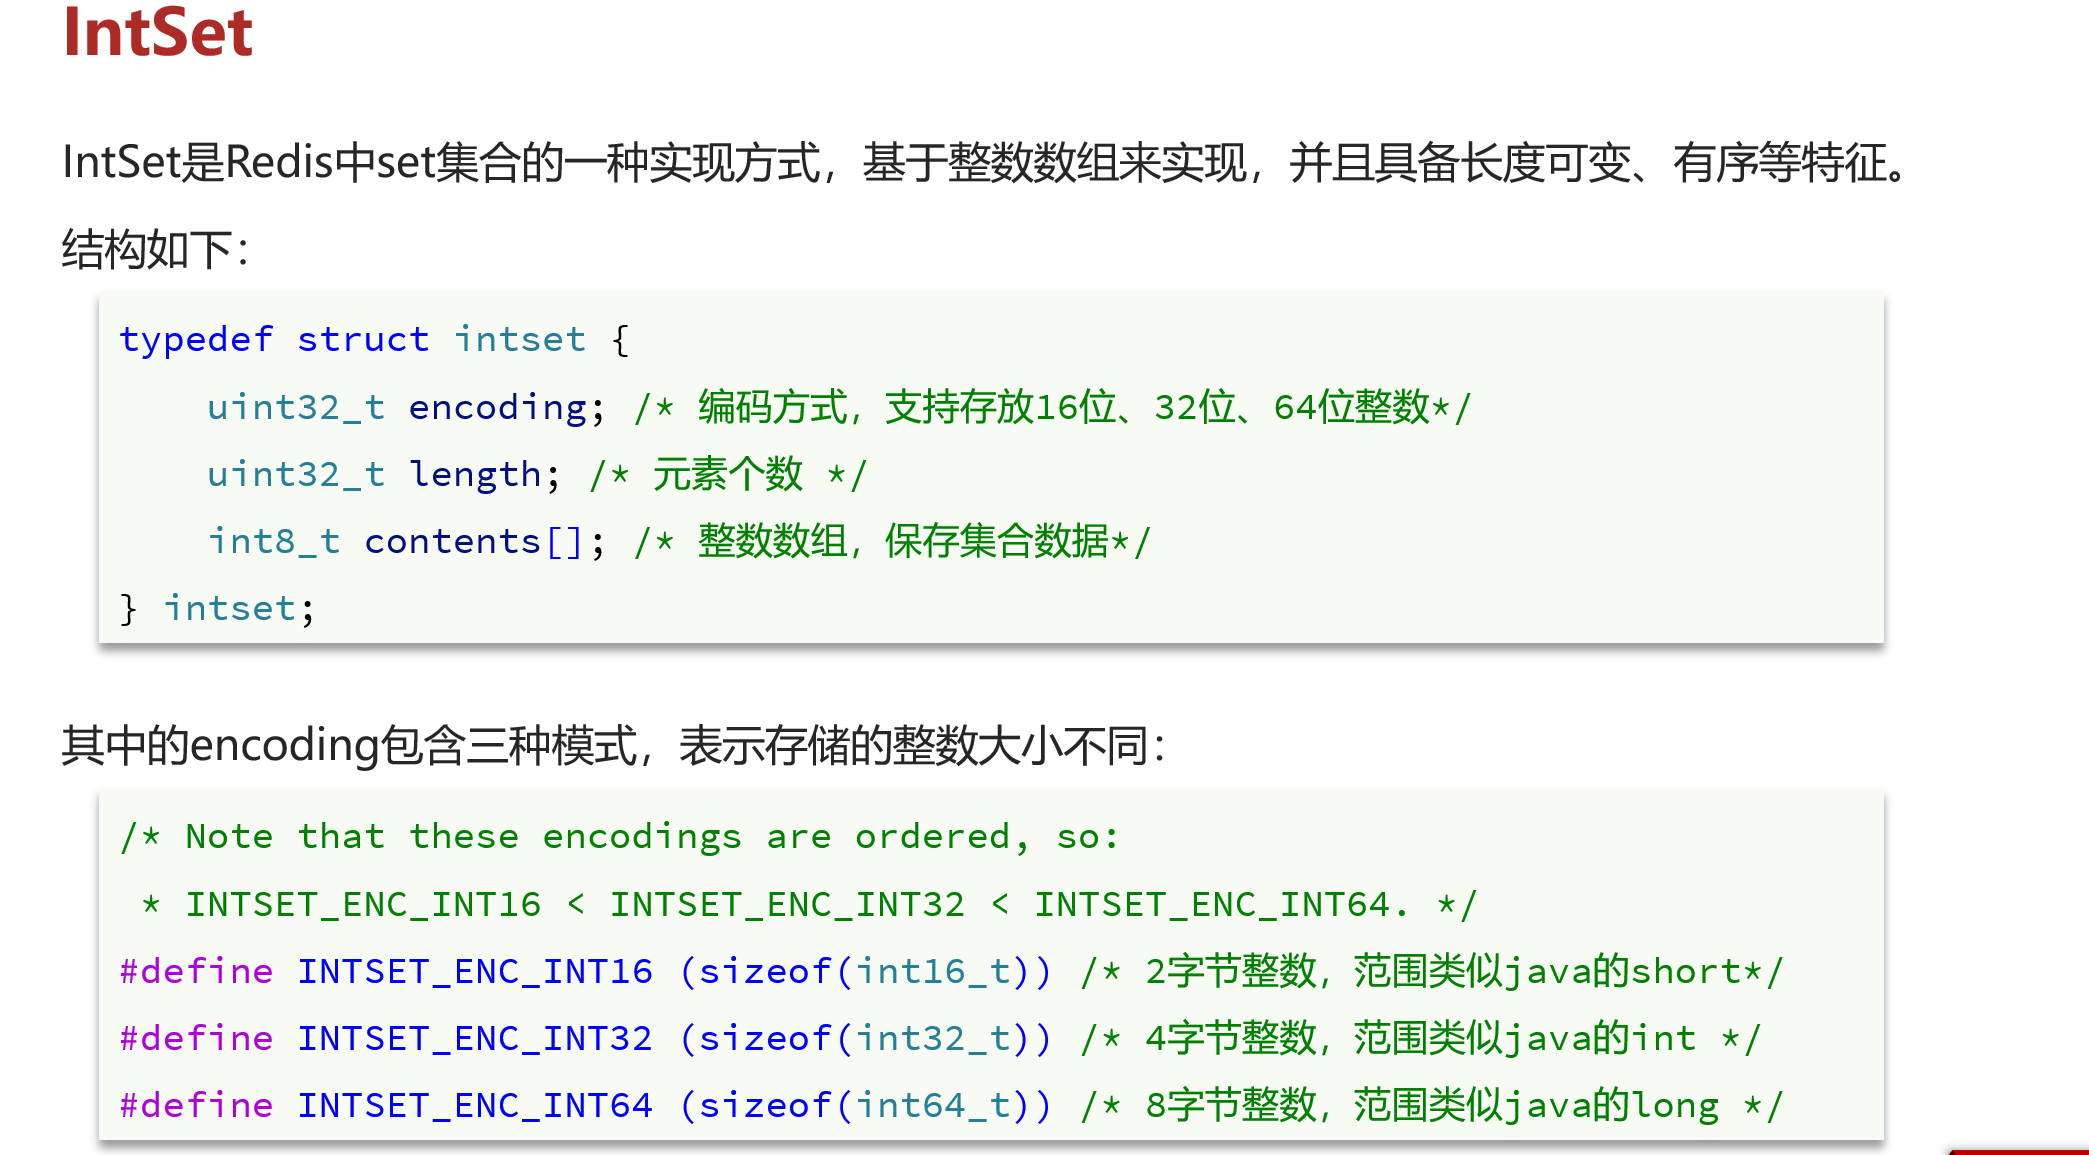 IntSet
IntSet是Redis中set集合的一种实现方式，基于整数数组来实现，并且具备长度可变、有序等特征。
结构如下：
typedef struct intset {
    uint32_t encoding; /* 编码方式，支持存放16位、32位、64位整数*/
    uint32_t length; /* 元素个数 */
    int8_t contents[]; /* 整数数组，保存集合数据*/
} intset;
其中的encoding包含三种模式，表示存储的整数大小不同：
/* Note that these encodings are ordered, so:
 * INTSET_ENC_INT16 < INTSET_ENC_INT32 < INTSET_ENC_INT64. */
#define INTSET_ENC_INT16 (sizeof(int16_t)) /* 2字节整数，范围类似java的short*/
#define INTSET_ENC_INT32 (sizeof(int32_t)) /* 4字节整数，范围类似java的int */
#define INTSET_ENC_INT64 (sizeof(int64_t)) /* 8字节整数，范围类似java的long */